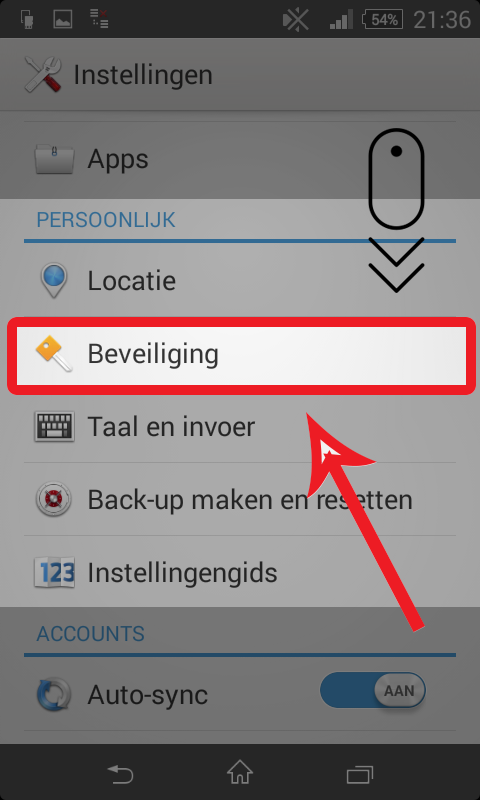 54% 21:36
Instellingen
Apps
PERSOONLIJK
Locatie
Beveiliging
Taal en invoer
Back-up maken en resetten
123 Instellingengids
ACCOUNTS
Auto-sync AAN